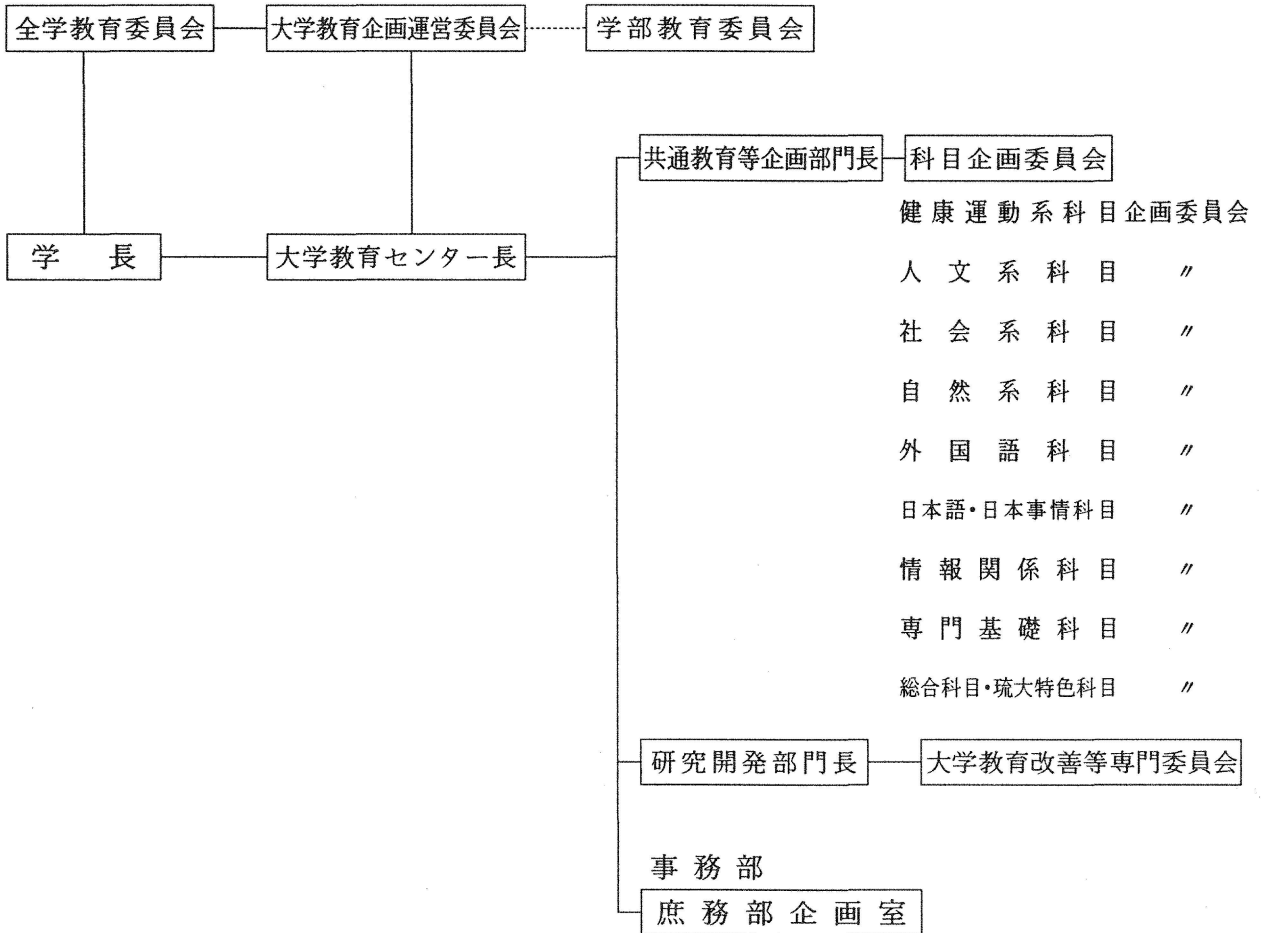 全学教育委員会 大学教育企画運営委員会 学部教育委員会
共通教育等企画部門長 科目企画委員会
健康運動系科目企画委員会
学長 大学教育センター長
人文系科目 〃
社会系科目 〃
自然系科目 〃
外国語科目 〃
日本語・日本事情科目 〃
情報関係科目 〃
専門基礎科目 〃
総合科目・琉大特色科目 〃
研究開発部門長 大学教育改善等専門委員会
事務部
庶務部企画室